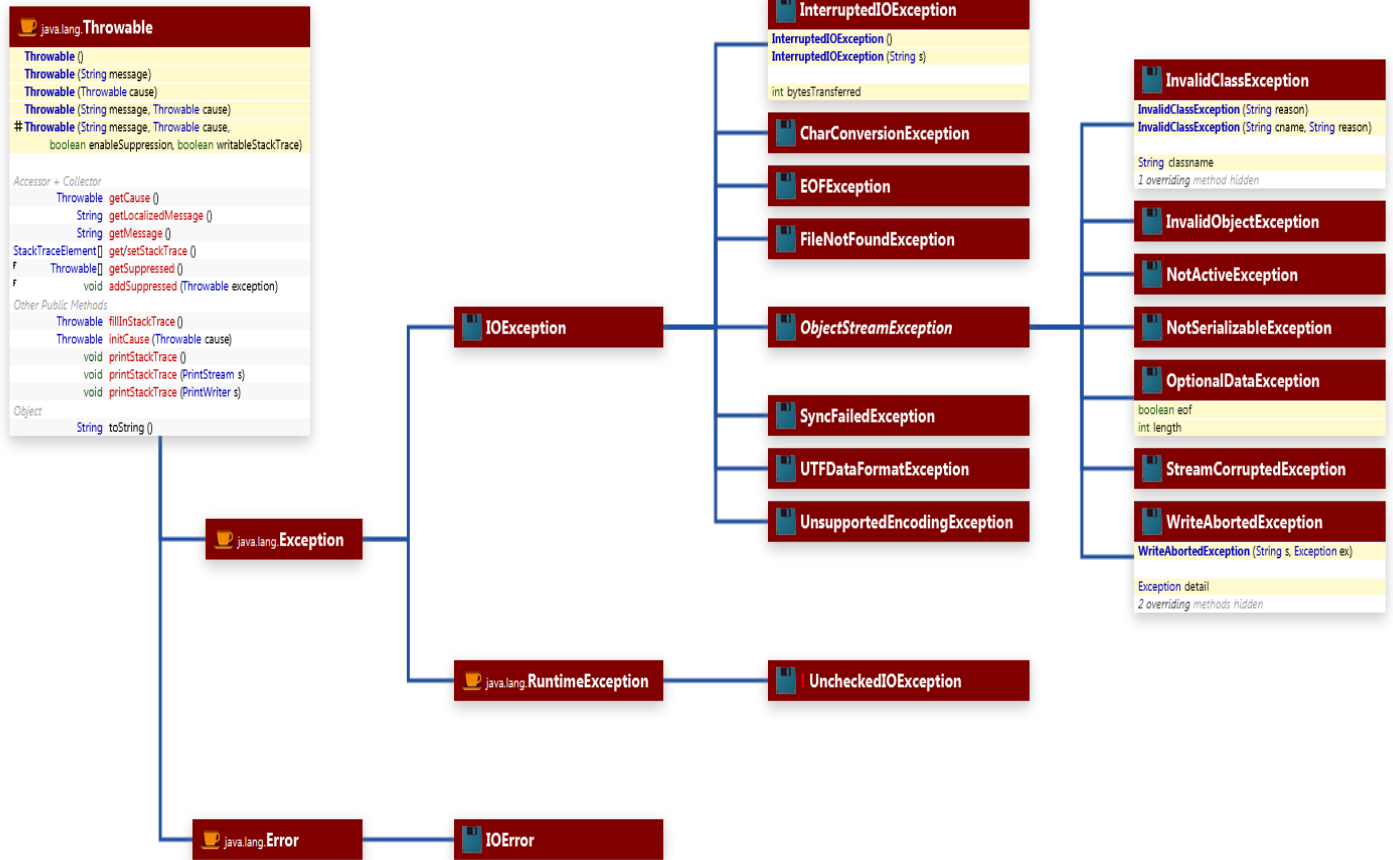 java.lang.Throwable
Throwable ()
Throwable (String message)
Throwable (Throwable cause)
Throwable (String message, Throwable cause)
#Throwable (String message, Throwable cause,
boolean enableSuppression, boolean writableStackTrace)
Accessor + Collector
Throwable getCause ()
String getLocalizedMessage ()
String getMessage ()
StackTraceElement[] get/setStackTrace ()
F Throwable[] getSuppressed ()
F void addSuppressed (Throwable exception)
Other Public Methods
Throwable fillInStackTrace ()
Throwable initCause (Throwable cause)
void printStackTrace ()
void printStackTrace (PrintStream s)
void printStackTrace (PrintWriter s)
Object
String toString ()
java.lang.Exception
java.lang.Error
IOException
java.lang.RuntimeException
IOError
InterruptedIOException
InterruptedIOException ()
InterruptedIOException (String s)
int bytesTransferred
CharConversionException
EOFException
FileNotFoundException
ObjectStreamException
SyncFailedException
UTFDataFormatException
UnsupportedEncodingException
! UncheckedIOException
InvalidClassException
InvalidClassException (String reason)
InvalidClassException (String cname, String reason)
String classname
1 overriding method hidden
InvalidObjectException
NotActiveException
NotSerializableException
OptionalDataException
boolean eof
int length
StreamCorruptedException
WriteAbortedException
WriteAbortedException (String s, Exception ex)
Exception detail
2 overriding methods hidden